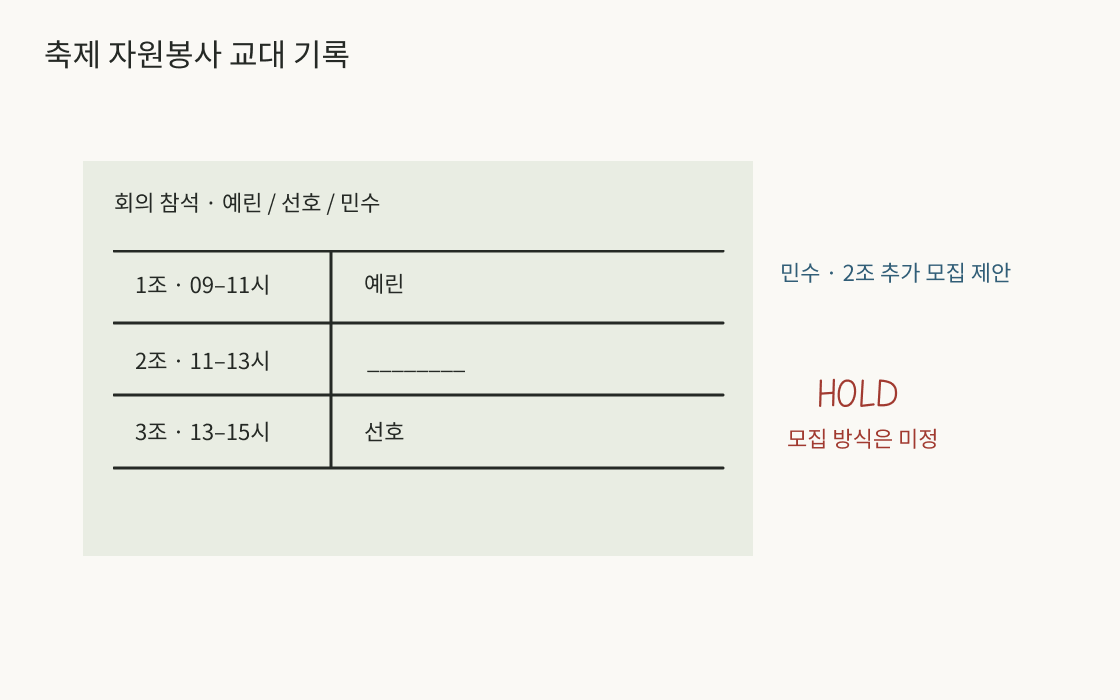 축제 자원봉사 교대 기록
회의 참석 · 예린 / 선호 / 민수
1조 · 09–11시 예린
2조 · 11–13시 ________
3조 · 13–15시 선호
민수 · 2조 추가 모집 제안
HOLD
모집 방식은 미정